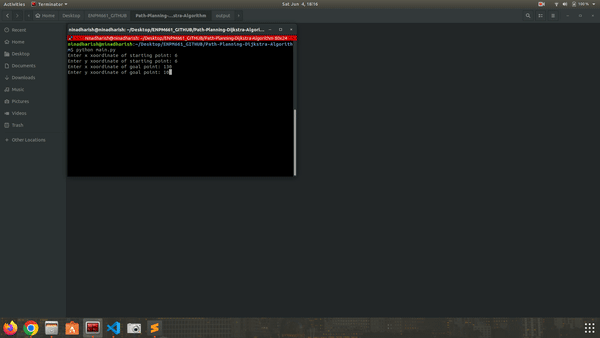 Activities
Terminator
Sat Jun 4, 18:16
100 %
Home
Desktop
ENPM661_GITHUB
Path-Planning-...stra-Algorithm
output
Recent
Home
Desktop
Documents
Downloads
Music
Pictures
Videos
Trash
Other Locations
ninadharish@ninadharish: ~/Desktop/ENPM661_GITHUB/Path-Planning-Dijkstra-Algori...
ninadharish@ninadharish: ~/Desktop/ENPM661_GITHUB/Path-Planning-Dijkstra-Algorithm 80x24
ninadharish@ninadharish:~/Desktop/ENPM661_GITHUB/Path-Planning-Dijkstra-Algorith
m$ python main.py
Enter x xoordinate of starting point: 6
Enter y xoordinate of starting point: 6
Enter x xoordinate of goal point: 130
Enter y xoordinate of goal point: 10